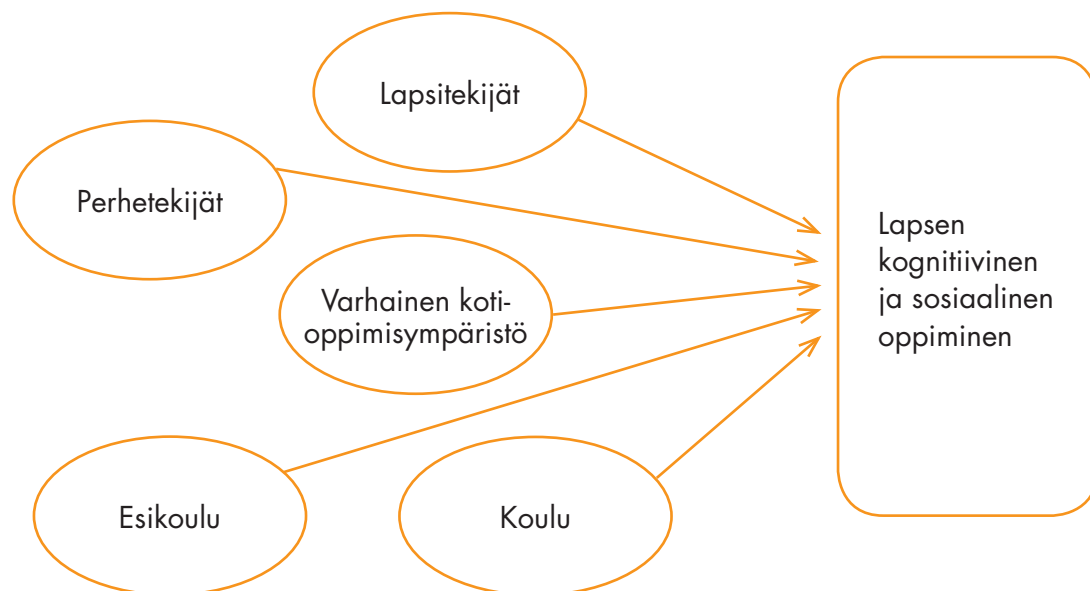 Lapsitekijät
Perhetekijät
Varhainen koti-
oppimisympäristö
Esikoulu
Koulu
Lapsen
kognitiivinen
ja sosiaalinen
oppiminen